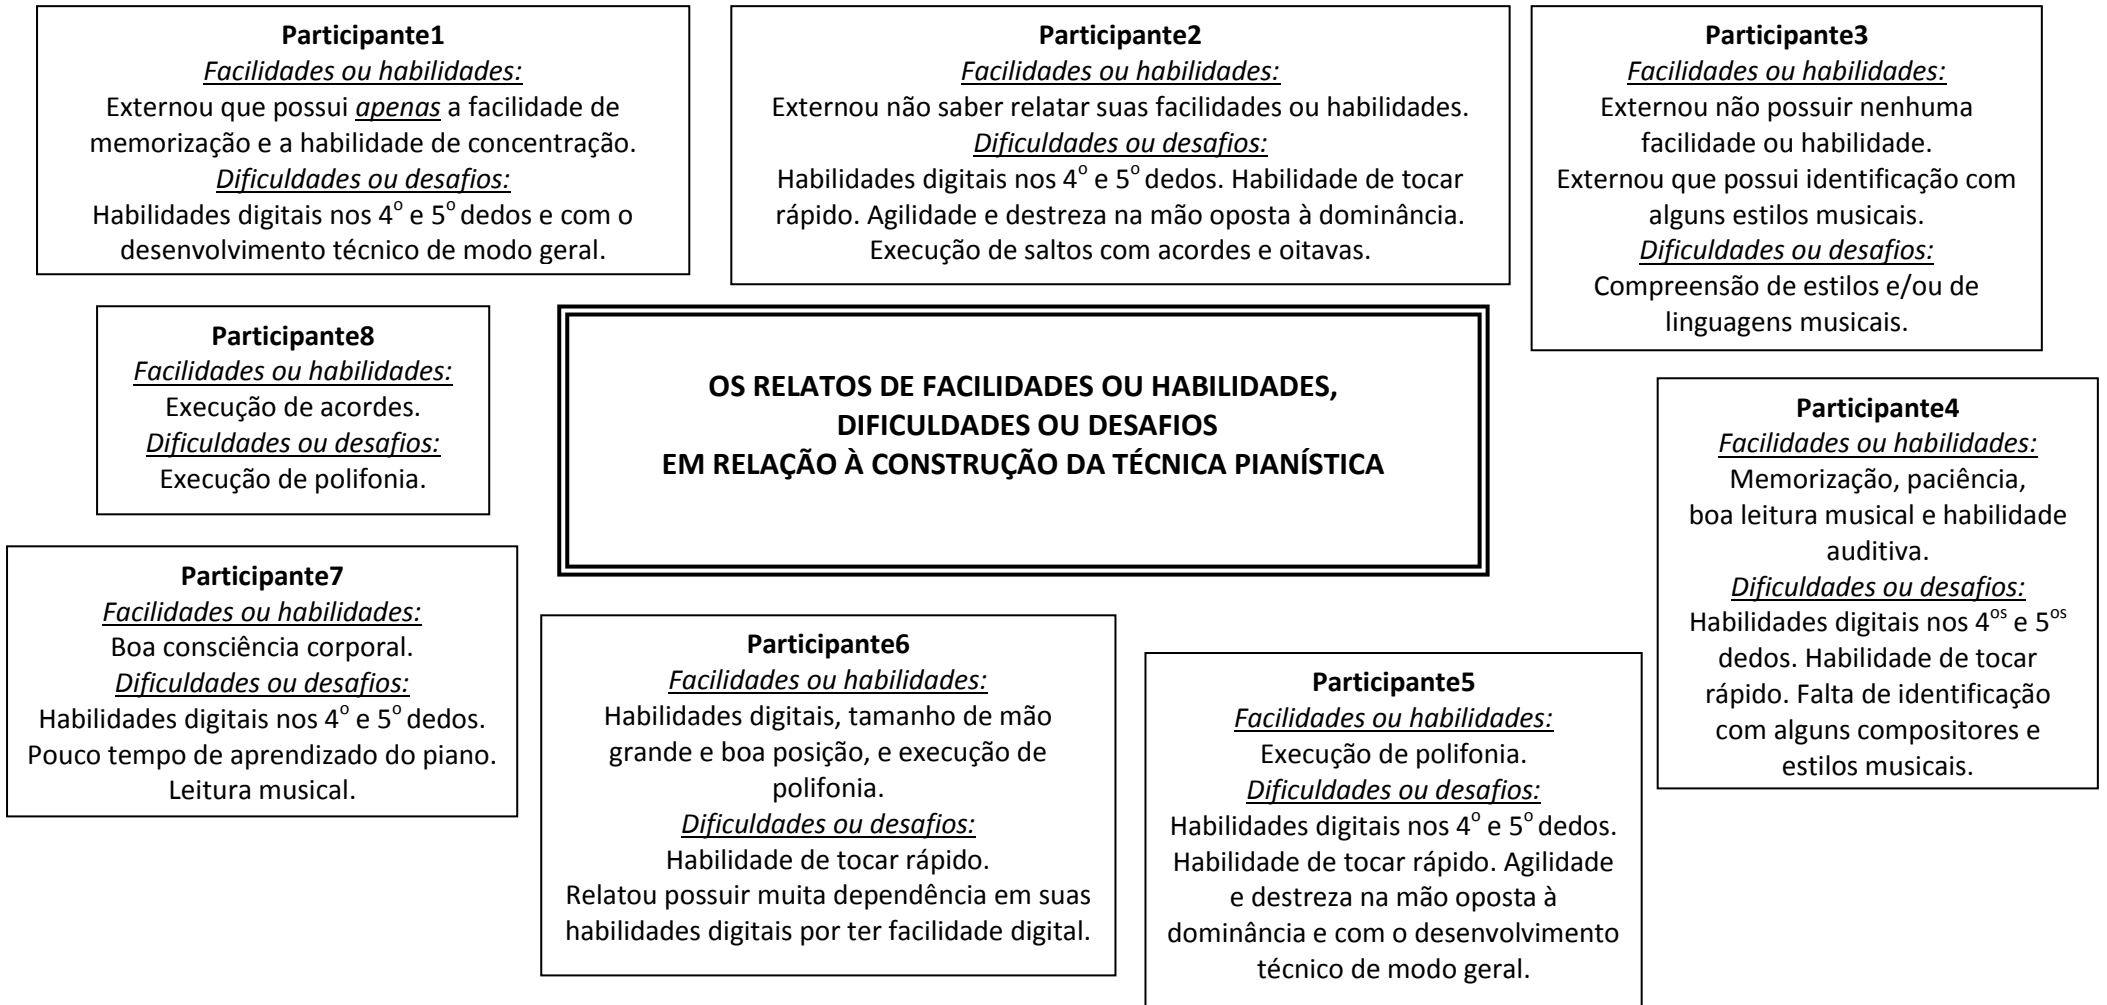 Participante1
Facilidades ou habilidades:
Externou que possui apenas a facilidade de
memorização e a habilidade de concentração.
Dificuldades ou desafios:
Habilidades digitais nos 4º e 5º dedos e com o
desenvolvimento técnico de modo geral.
Participante2
Facilidades ou habilidades:
Externou não saber relatar suas facilidades ou habilidades.
Dificuldades ou desafios:
Habilidades digitais nos 4º e 5º dedos. Habilidade de tocar
rápido. Agilidade e destreza na mão oposta à dominância.
Execução de saltos com acordes e oitavas.
Participante3
Facilidades ou habilidades:
Externou não possuir nenhuma
facilidade ou habilidade.
Externou que possui identificação com
alguns estilos musicais.
Dificuldades ou desafios:
Compreensão de estilos e/ou de
linguagens musicais.
Participante8
Facilidades ou habilidades:
Execução de acordes.
Dificuldades ou desafios:
Execução de polifonia.
OS RELATOS DE FACILIDADES OU HABILIDADES,
DIFICULDADES OU DESAFIOS
EM RELAÇÃO À CONSTRUÇÃO DA TÉCNICA PIANÍSTICA
Participante4
Facilidades ou habilidades:
Memorização, paciência,
boa leitura musical e habilidade
auditiva.
Dificuldades ou desafios:
Habilidades digitais nos 4os e 5os
dedos. Habilidade de tocar
rápido. Falta de identificação
com alguns compositores e
estilos musicais.
Participante7
Facilidades ou habilidades:
Boa consciência corporal.
Dificuldades ou desafios:
Habilidades digitais nos 4º e 5º dedos.
Pouco tempo de aprendizado do piano.
Leitura musical.
Participante6
Facilidades ou habilidades:
Habilidades digitais, tamanho de mão
grande e boa posição, e execução de
polifonia.
Dificuldades ou desafios:
Habilidade de tocar rápido.
Relatou possuir muita dependência em suas
habilidades digitais por ter facilidade digital.
Participante5
Facilidades ou habilidades:
Execução de polifonia.
Dificuldades ou desafios:
Habilidades digitais nos 4º e 5º dedos.
Habilidade de tocar rápido. Agilidade
e destreza na mão oposta à
dominância e com o desenvolvimento
técnico de modo geral.